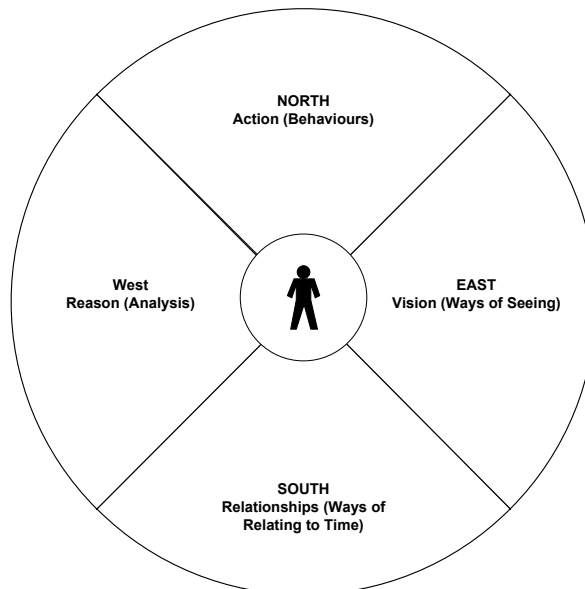 NORTH
Action (Behaviours)
West
Reason (Analysis)
EAST
Vision (Ways of Seeing)
SOUTH
Relationships (Ways of
Relating to Time)